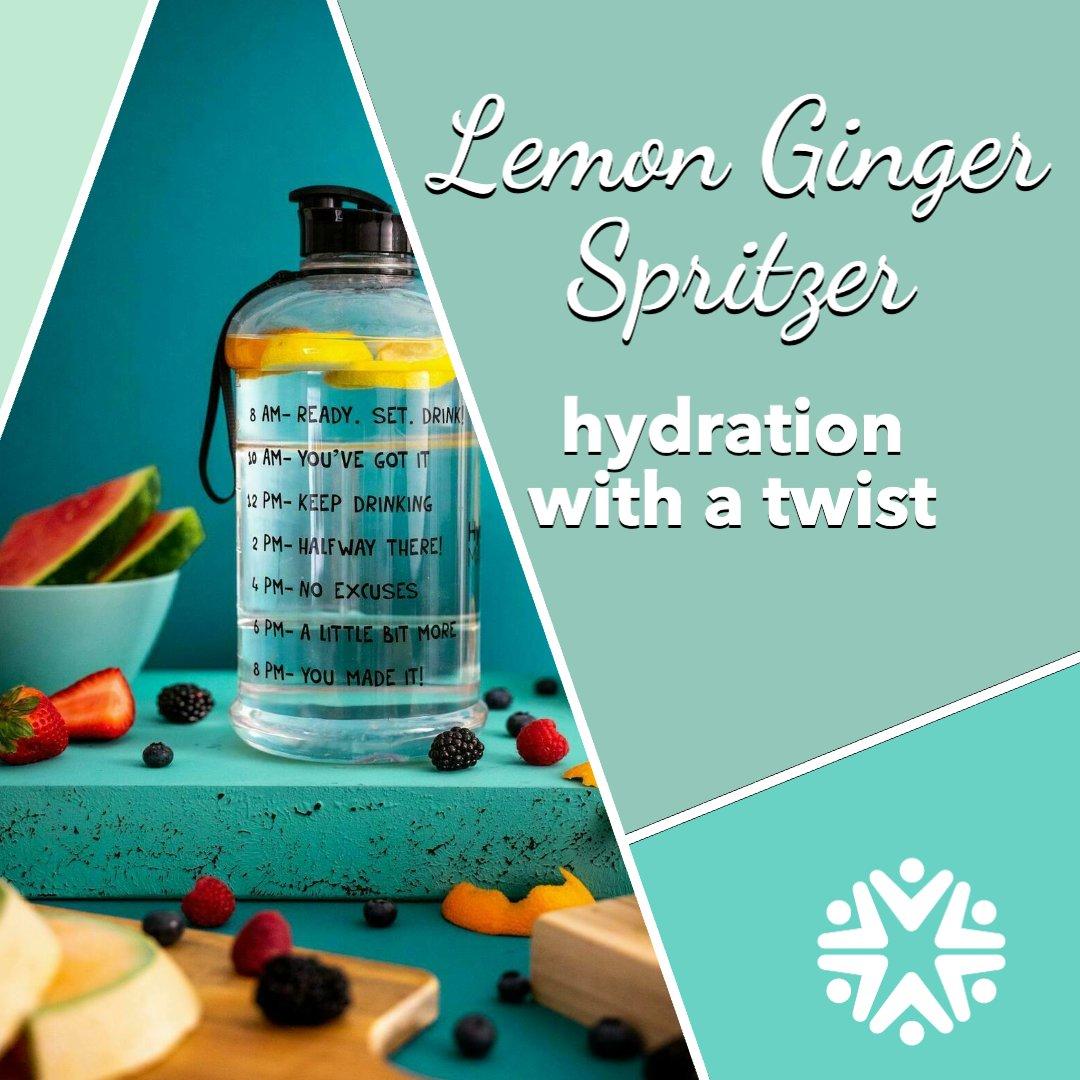 Lemon Ginger
Spritzer
hydration
with a twist
8 AM- READY. SET. DRINK!
10 AM- YOU'VE GOT IT
12 PM- KEEP DRINKING
2 PM- HALFWAY THERE!
4 PM- NO EXCUSES
6 PM- A LITTLE BIT MORE
8 PM- YOU MADE IT!